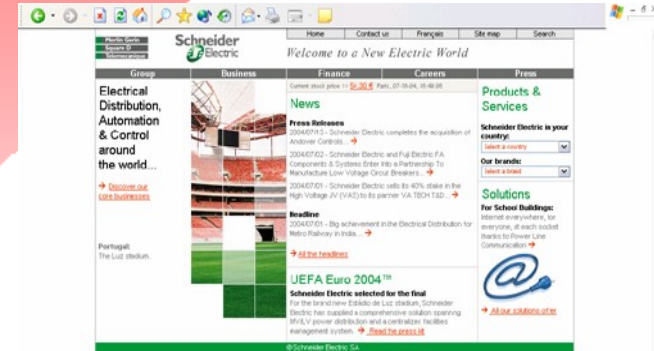 Merlin Gerin
Square D
Telemecanique
Schneider
Electric
Home Contact us Français Site map Search
Welcome to a New Electric World
Group Business Finance Careers Press
Electrical
Distribution,
Automation
& Control
around
the world...
Discover our
core businesses
Portugal:
The Luz stadium.
Current stock price
News
Press Releases
2004/07/13 - Schneider Electric completes the acquisition of
Andover Controls...
2004/07/02 - Schneider Electric and Fuji Electric FA
Components & Systems Enter Into a Partnership To
Manufacture Low Voltage Circuit Breakers...
2004/07/01 - Schneider Electric sells its 40% stake in the
High Voltage JV (VAS) to its partner VA TECH T&D...
Headline
2004/07/01 - Big achievement in the Electrical Distribution for
Metro Railway in India...
All the headlines
UEFA Euro 2004™
Schneider Electric selected for the final
For the brand new Estádio de Luz stadium, Schneider
Electric has supplied a comprehensive solution spanning
MV/LV power distribution and a centralized facilities
management system. Read the press kit
Products &
Services
Schneider Electric in your
country:
Select a country
Our brands:
Select a brand
Solutions
For School Buildings:
Internet everywhere, for
everyone, at each socket
thanks to Power Line
Communication
All our solutions offer
©Schneider Electric SA